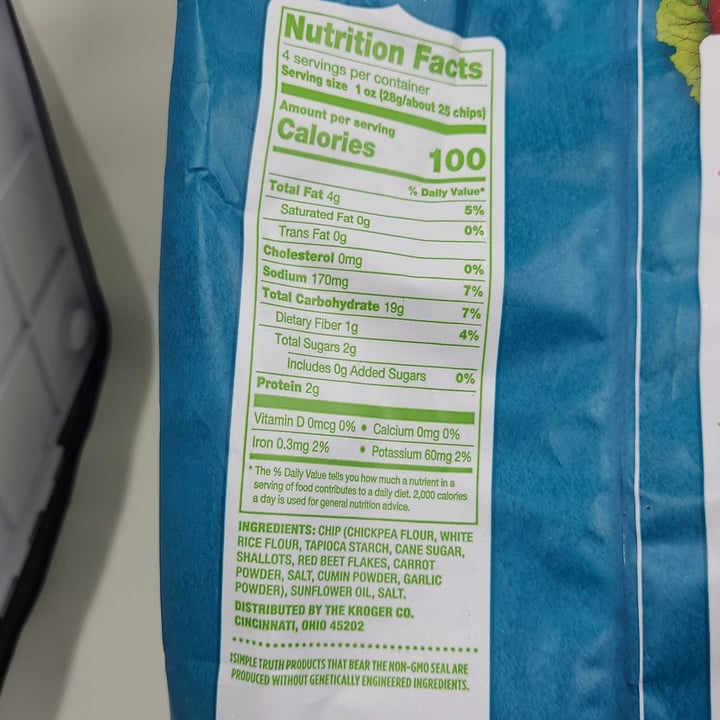 Nutrition Facts
4 servings per container
Serving size 1 oz (28g/about 25 chips)
Amount per serving
Calories 100
% Daily Value*
Total Fat 4g 5%
Saturated Fat 0g 0%
Trans Fat 0g
Cholesterol 0mg 0%
Sodium 170mg 7%
Total Carbohydrate 19g 7%
Dietary Fiber 1g 4%
Total Sugars 2g
Includes 0g Added Sugars 0%
Protein 2g
Vitamin D 0mcg 0% • Calcium 0mg 0%
Iron 0.3mg 2% • Potassium 60mg 2%
* The % Daily Value tells you how much a nutrient in a
serving of food contributes to a daily diet. 2,000 calories
a day is used for general nutrition advice.
INGREDIENTS: CHIP (CHICKPEA FLOUR, WHITE
RICE FLOUR, TAPIOCA STARCH, CANE SUGAR,
SHALLOTS, RED BEET FLAKES, CARROT
POWDER, SALT, CUMIN POWDER, GARLIC
POWDER), SUNFLOWER OIL, SALT.
DISTRIBUTED BY THE KROGER CO.
CINCINNATI, OHIO 45202
‡SIMPLE TRUTH PRODUCTS THAT BEAR THE NON-GMO SEAL ARE
PRODUCED WITHOUT GENETICALLY ENGINEERED INGREDIENTS.